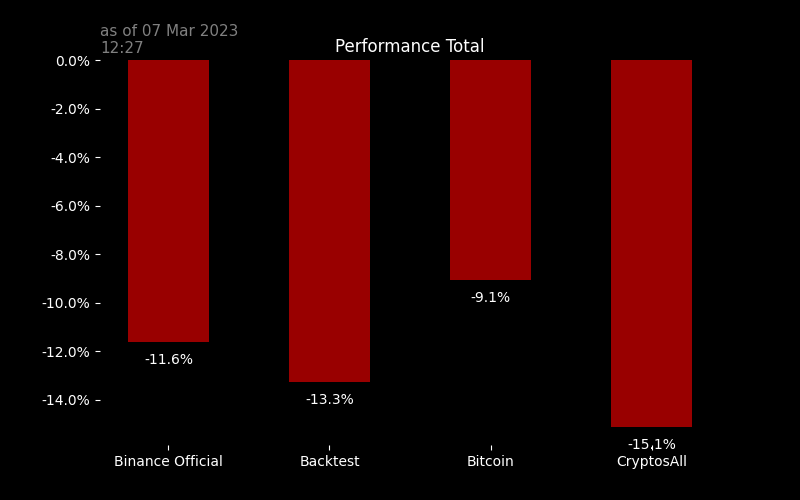 as of 07 Mar 2023
12:27
Performance Total
0.0%
-2.0%
-4.0%
-6.0%
-8.0%
-10.0%
-12.0%
-14.0%
-11.6%
-13.3%
-9.1%
-15.1%
Binance Official
Backtest
Bitcoin
CryptosAll